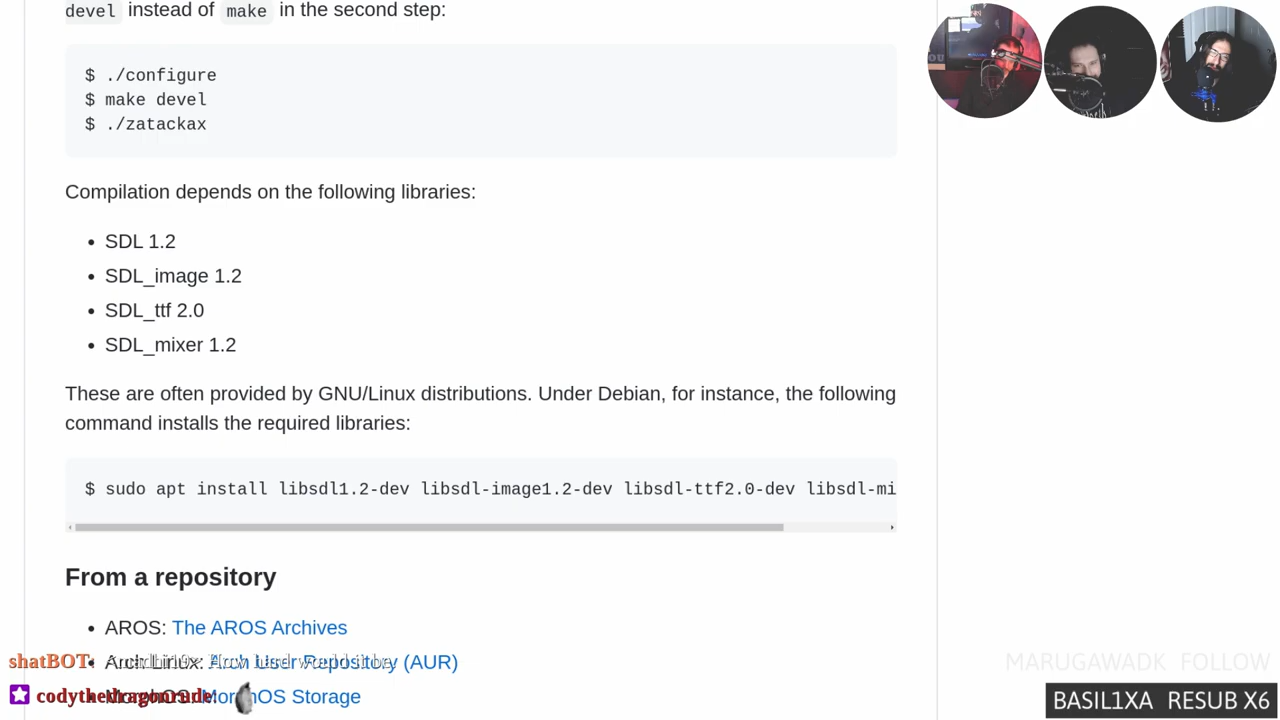 devel instead of make in the second step:
$ ./configure
$ make devel
$ ./zatackax
Compilation depends on the following libraries:
• SDL 1.2
• SDL_image 1.2
• SDL_ttf 2.0
• SDL_mixer 1.2
These are often provided by GNU/Linux distributions. Under Debian, for instance, the following
command installs the required libraries:
$ sudo apt install libsdl1.2-dev libsdl-image1.2-dev libsdl-ttf2.0-dev libsdl-mi
From a repository
• AROS: The AROS Archives
shatBOT:
• Arch Linux: Arch User Repository (AUR)
MARUGAWADK FOLLOW
codythedragonrude:
• MorphOS: MorphOS Storage
BASIL1XA RESUB X6